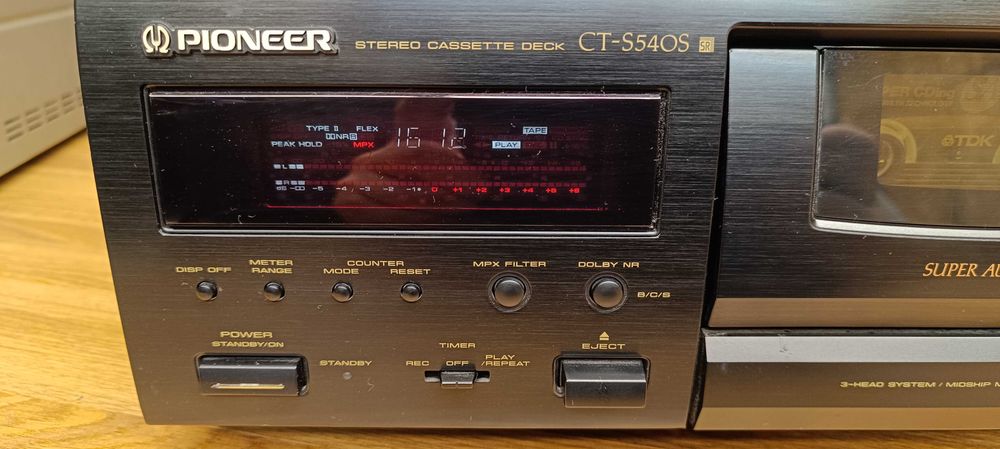 PIONEER STEREO CASSETTE DECK CT-S540S SR
TYPE II FLEX
NR B
TAPE
PEAK HOLD MPX 16 12 PLAY
L
R
dB -∞ -5 -4 -3 -2 -1 0 +1 +2 +3 +4 +5 +6
TDK
DISP OFF
METER RANGE
COUNTER
MODE RESET
MPX FILTER
DOLBY NR
B/C/S
SUPER AU
POWER
STANDBY/ON
STANDBY
TIMER
REC OFF PLAY /REPEAT
EJECT
3-HEAD SYSTEM / MIDSHIP M